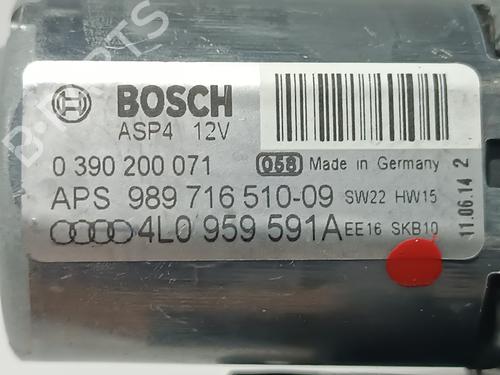 BOSCH
ASP4 12V
0 390 200 071 058 Made in Germany
APS 989 716 510-09 SW22 HW15
4L0 959 591A EE16 SKB10
11.06.14 2